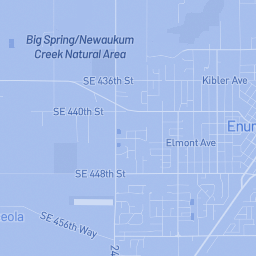 Big Spring/Newaukum
Creek Natural Area
SE 436th St
Kibler Ave
SE 440th St
Enum
Elmont Ave
SE 448th St
eola
SE 456th Way
24